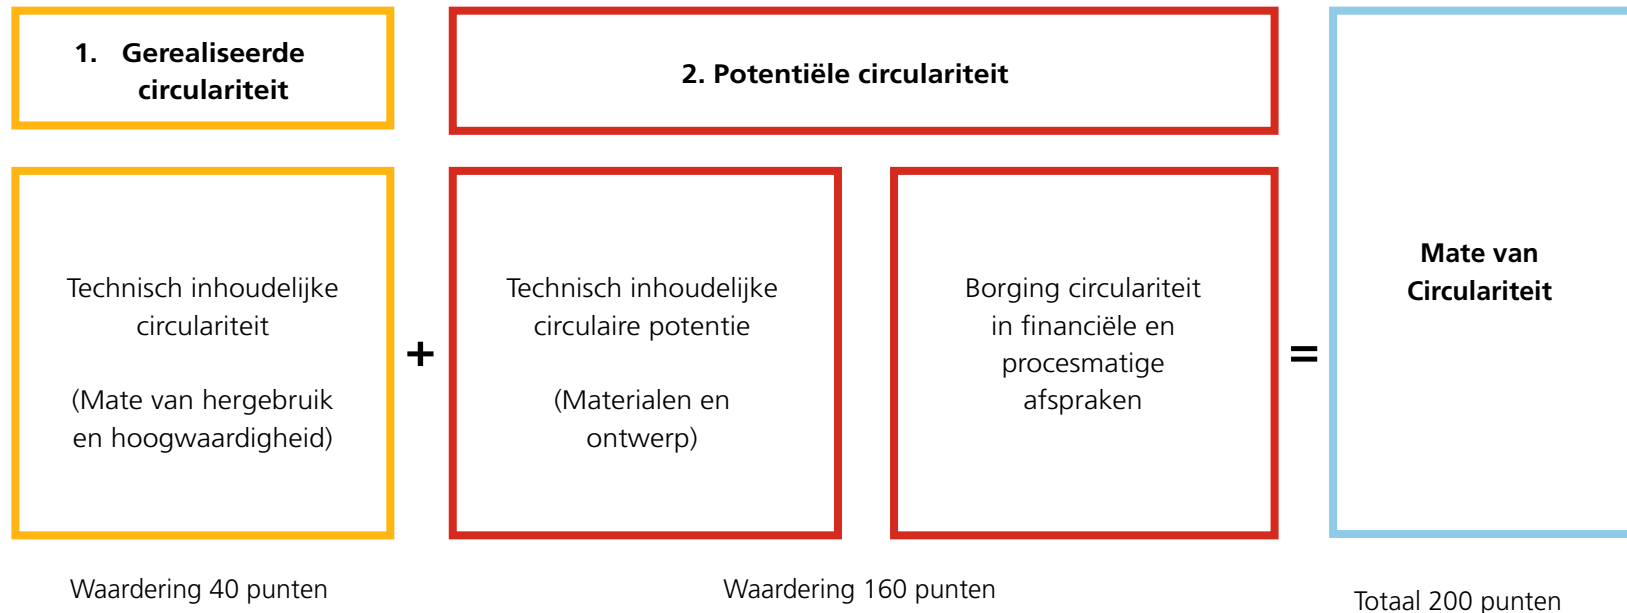 1. Gerealiseerde
circulariteit
2. Potentiële circulariteit
Technisch inhoudelijke
circulariteit
(Mate van hergebruik
en hoogwaardigheid)
+
Technisch inhoudelijke
circulaire potentie
(Materialen en
ontwerp)
Borging circulariteit
in financiële en
procesmatige
afspraken
=
Mate van
Circulariteit
Waardering 40 punten
Waardering 160 punten
Totaal 200 punten